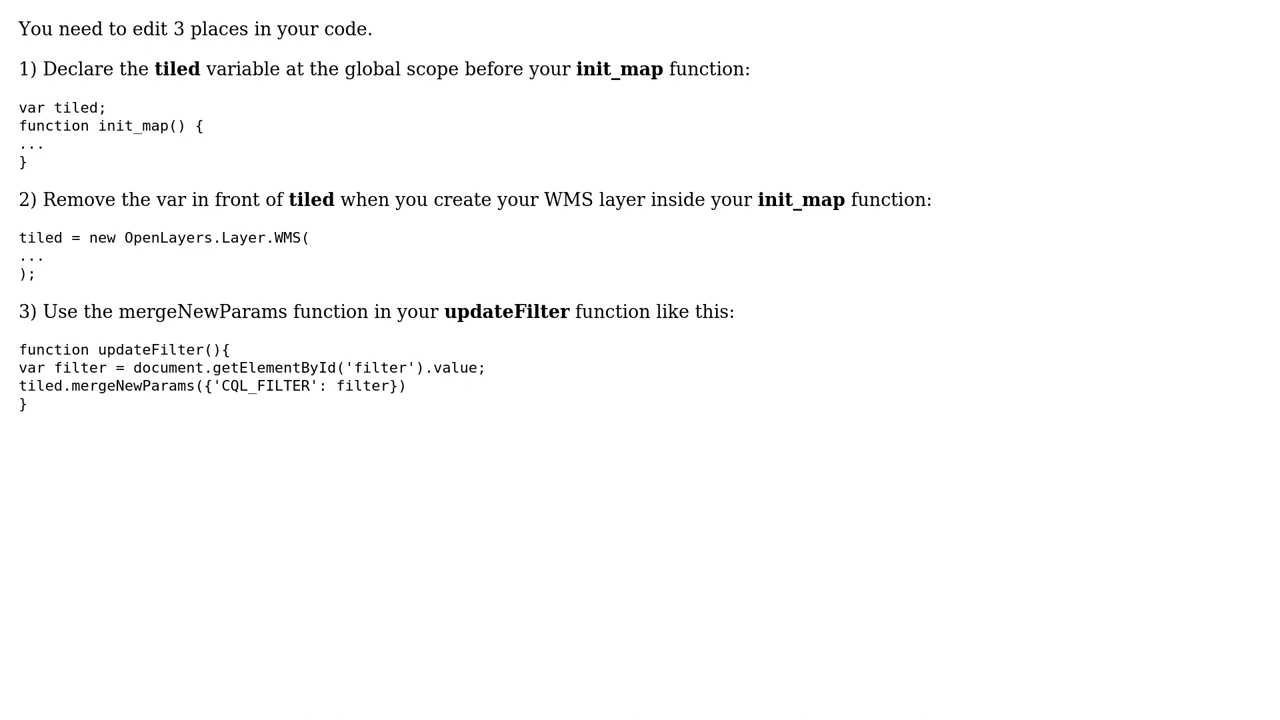 You need to edit 3 places in your code.
1) Declare the tiled variable at the global scope before your init_map function:
var tiled;
function init_map() {
...
}
2) Remove the var in front of tiled when you create your WMS layer inside your init_map function:
tiled = new OpenLayers.Layer.WMS(
...
);
3) Use the mergeNewParams function in your updateFilter function like this:
function updateFilter(){
var filter = document.getElementById('filter').value;
tiled.mergeNewParams({'CQL_FILTER': filter})
}